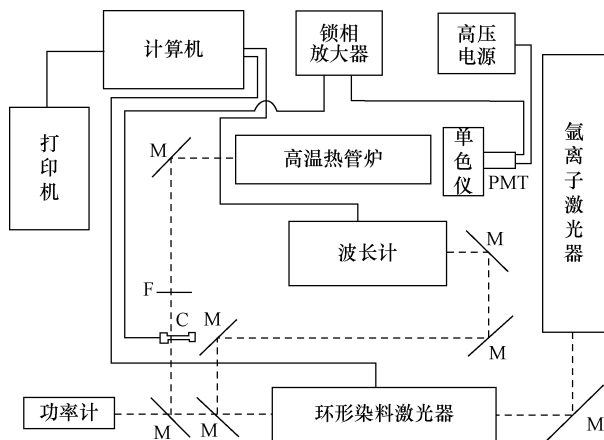 计算机
锁相
放大器
高压
电源
打
印
机
M
高温热管炉
单
色
仪
PMT
氩
离
子
激
光
器
波长计
M
F
C
M
M
功率计
M
M
环形染料激光器
M